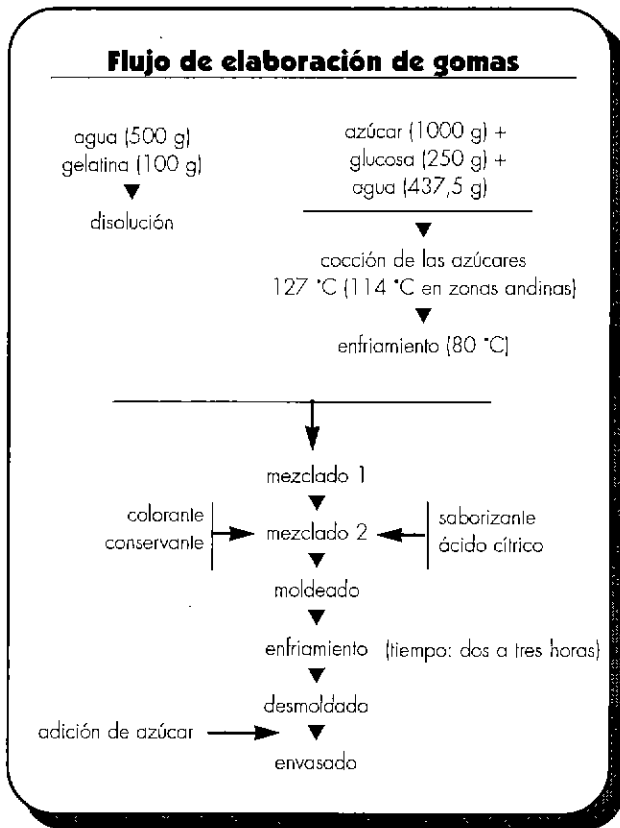 Flujo de elaboración de gomas
agua (500 g)
gelatina (100 g)
disolución
azúcar (1000 g) +
glucosa (250 g) +
agua (437,5 g)
cocción de las azúcares
127 °C (114 °C en zonas andinas)
enfriamiento (80 °C)
mezclado 1
colorante
conservante
mezclado 2
saborizante
ácido cítrico
moldeado
enfriamiento (tiempo: dos a tres horas)
desmoldado
adición de azúcar
envasado